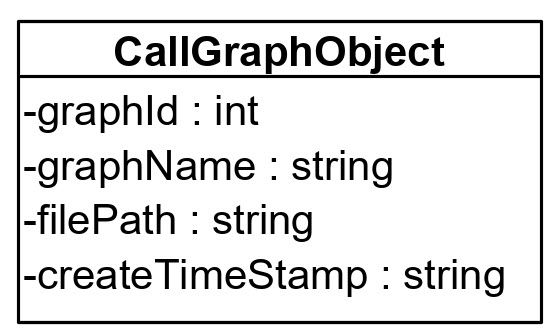 CallGraphObject
-graphId : int
-graphName : string
-filePath : string
-createTimeStamp : string